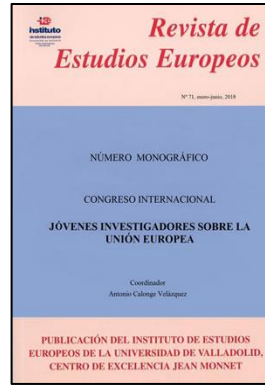 instituto
Revista de
Estudios Europeos
Nº 71, enero-junio, 2018
NÚMERO MONOGRÁFICO
CONGRESO INTERNACIONAL
JÓVENES INVESTIGADORES SOBRE LA
UNIÓN EUROPEA
Coordinador
Antonio Calonge Velázquez
PUBLICACIÓN DEL INSTITUTO DE ESTUDIOS
EUROPEOS DE LA UNIVERSIDAD DE VALLADOLID,
CENTRO DE EXCELENCIA JEAN MONNET